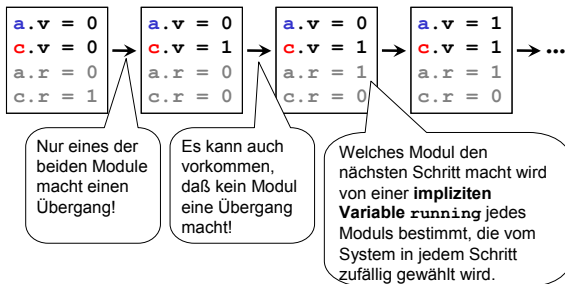 a.v = 0
c.v = 0
a.r = 0
c.r = 1
a.v = 0
c.v = 1
a.r = 0
c.r = 0
a.v = 0
c.v = 1
a.r = 1
c.r = 0
a.v = 1
c.v = 1
a.r = 1
c.r = 0
...
Nur eines der
beiden Module
macht einen
Übergang!
Es kann auch
vorkommen,
daß kein Modul
eine Übergang
macht!
Welches Modul den
nächsten Schritt macht wird
von einer impliziten
Variable running jedes
Moduls bestimmt, die vom
System in jedem Schritt
zufällig gewählt wird.